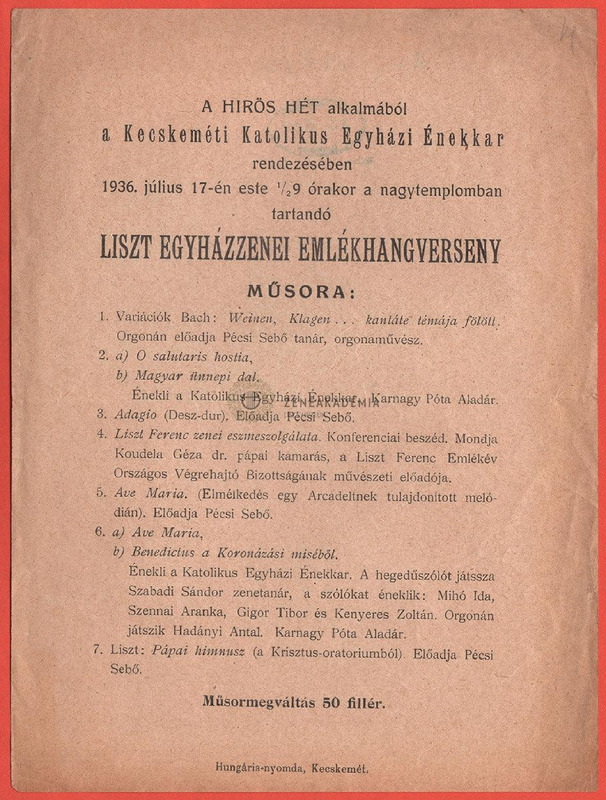 A HIRÖS HÉT alkalmából
a Kecskeméti Katolikus Egyházi Énekkar
rendezésében
1936. július 17-én este 1/2 9 órakor a nagytemplomban
tartandó
LISZT EGYHÁZZENEI EMLÉKHANGVERSENY
MŰSORA:
1. Variációk Bach: Weinen, Klagen... kantáte témája fölött.
Orgonán előadja Pécsi Sebő tanár, orgonaművész.
2. a) O salutaris hostia,
b) Magyar ünnepi dal.
Énekli a Katolikus Egyházi Énekkar. Karnagy Póta Aladár.
ZENEAKADÉMIA
3. Adagio (Desz-dur). Előadja Pécsi Sebő.
4. Liszt Ferenc zenei eszmeszolgálata. Konferenciai beszéd. Mondja
Koudela Géza dr. pápai kamarás, a Liszt Ferenc Emlékév
Országos Végrehajtó Bizottságának művészeti előadója.
5. Ave Maria. (Elmélkedés egy Arcadeltnek tulajdonitott meló-
dián). Előadja Pécsi Sebő.
6. a) Ave Maria,
b) Benedictus a Koronázási miséből.
Énekli a Katolikus Egyházi Énekkar. A hegedűszólót játssza
Szabadi Sándor zenetanár, a szólókat éneklik: Mihó Ida,
Szennai Aranka, Gigor Tibor és Kenyeres Zoltán. Orgonán
játszik Hadányi Antal. Karnagy Póta Aladár.
7. Liszt: Pápai himnusz (a Krisztus-oratoriumból). Előadja Pécsi
Sebő.
Műsormegváltás 50 fillér.
Hungária-nyomda, Kecskemét.